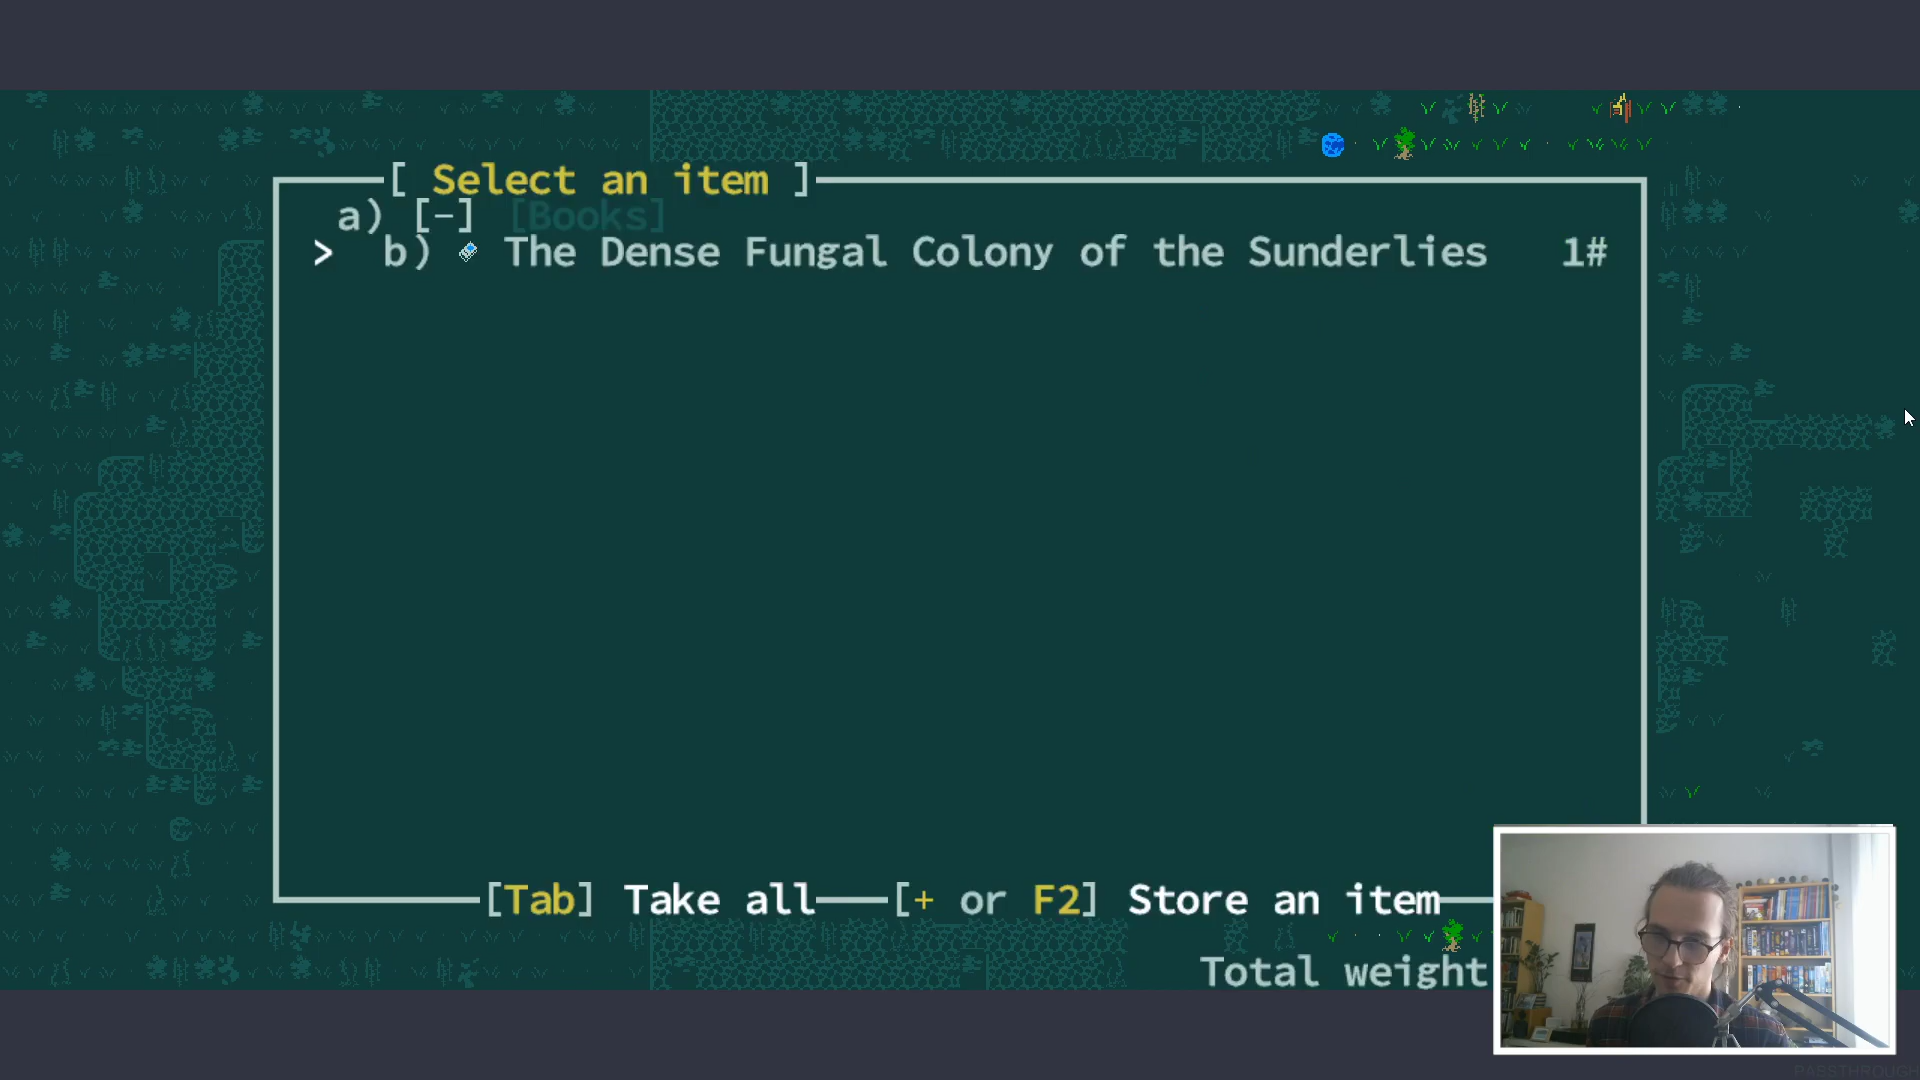 [ Select an item ]
a) [-] [Books]
> b) The Dense Fungal Colony of the Sunderlies 1#
[Tab] Take all [+ or F2] Store an item
Total weight
PASSTHROUGH